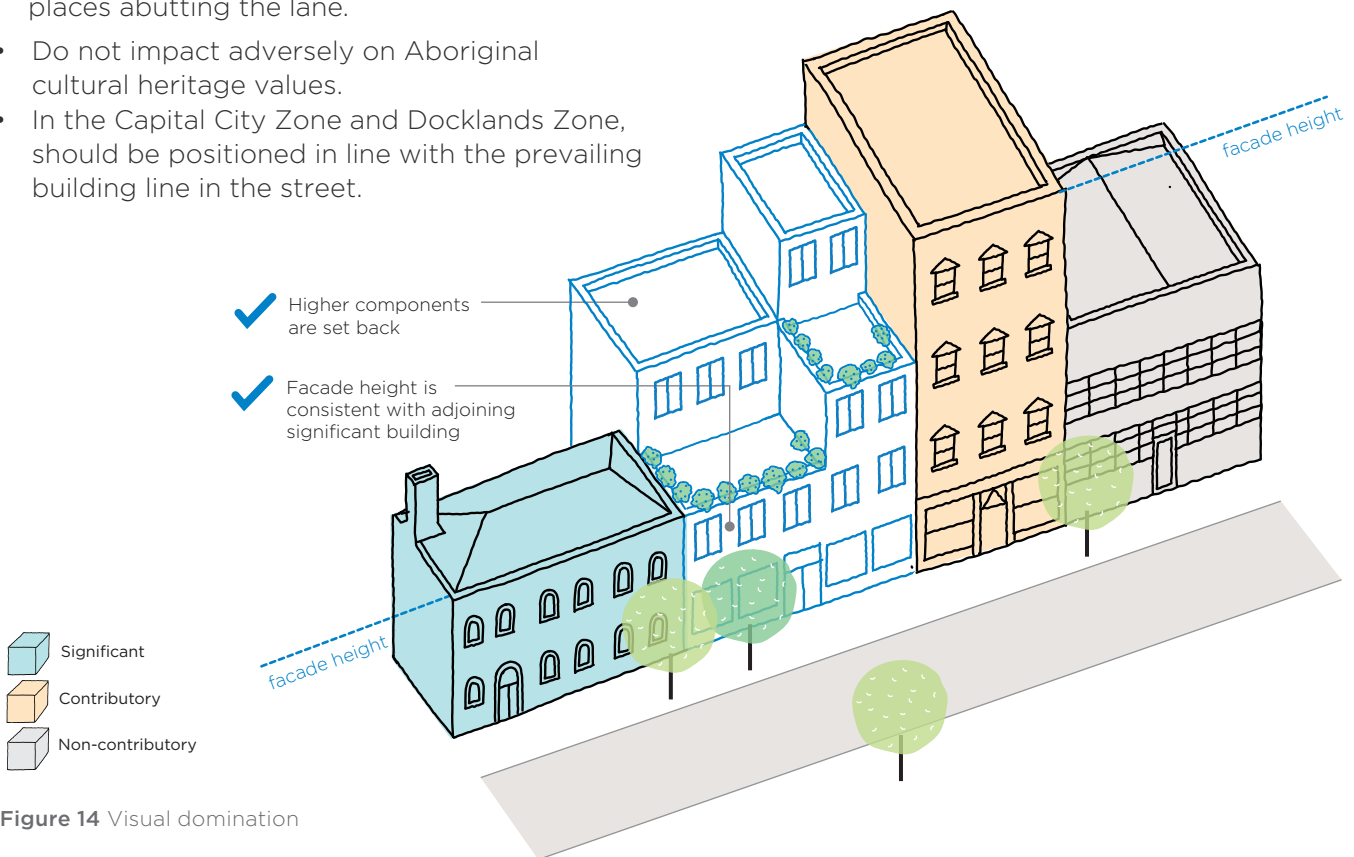 places abutting the lane.
• Do not impact adversely on Aboriginal
cultural heritage values.
• In the Capital City Zone and Docklands Zone,
should be positioned in line with the prevailing
building line in the street.
facade height
Higher components
are set back
Facade height is
consistent with adjoining
significant building
facade height
Significant
Contributory
Non-contributory
Figure 14 Visual domination